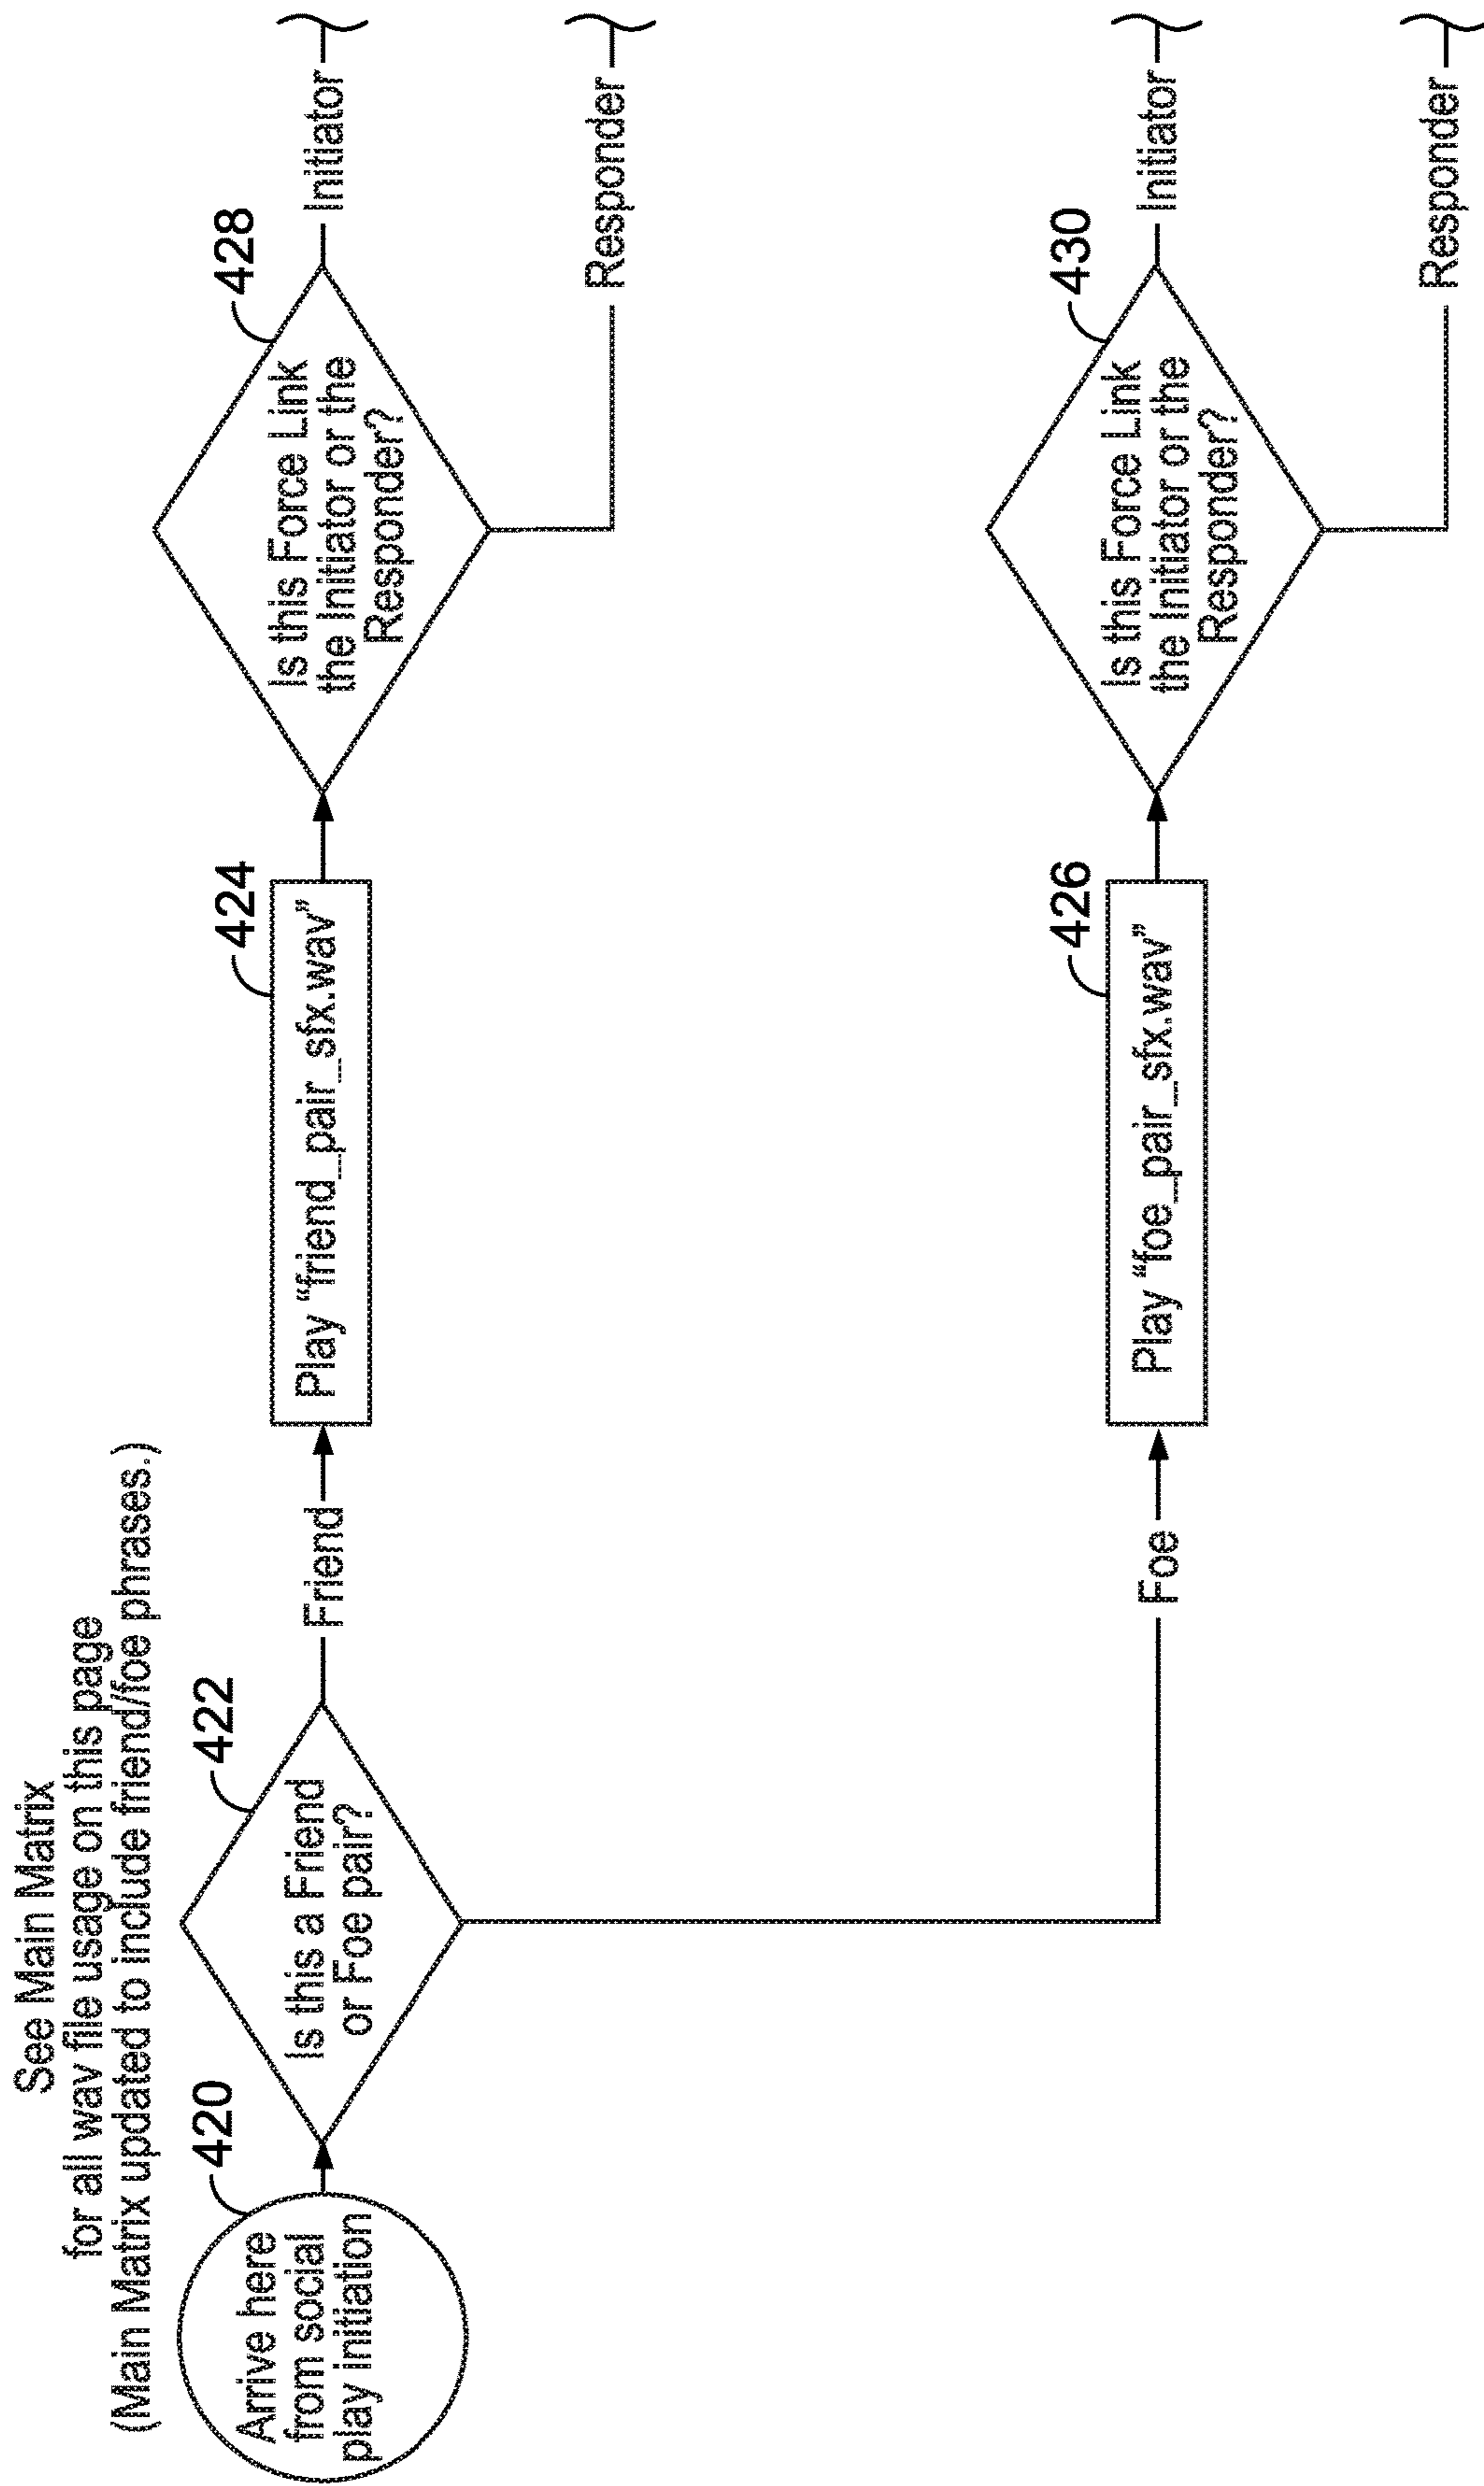 See Main Matrix
for all wav file usage on this page
(Main Matrix updated to include friend/foe phrases.)
420
Arrive here
from social
play initiation
422
Is this a Friend
or Foe pair?
Friend
424
Play “friend_pair_sfx.wav”
428
Is this Force Link
the Initiator or the
Responder?
Initiator
Responder
Foe
426
Play “foe_pair_sfx.wav”
430
Is this Force Link
the Initiator or the
Responder?
Initiator
Responder